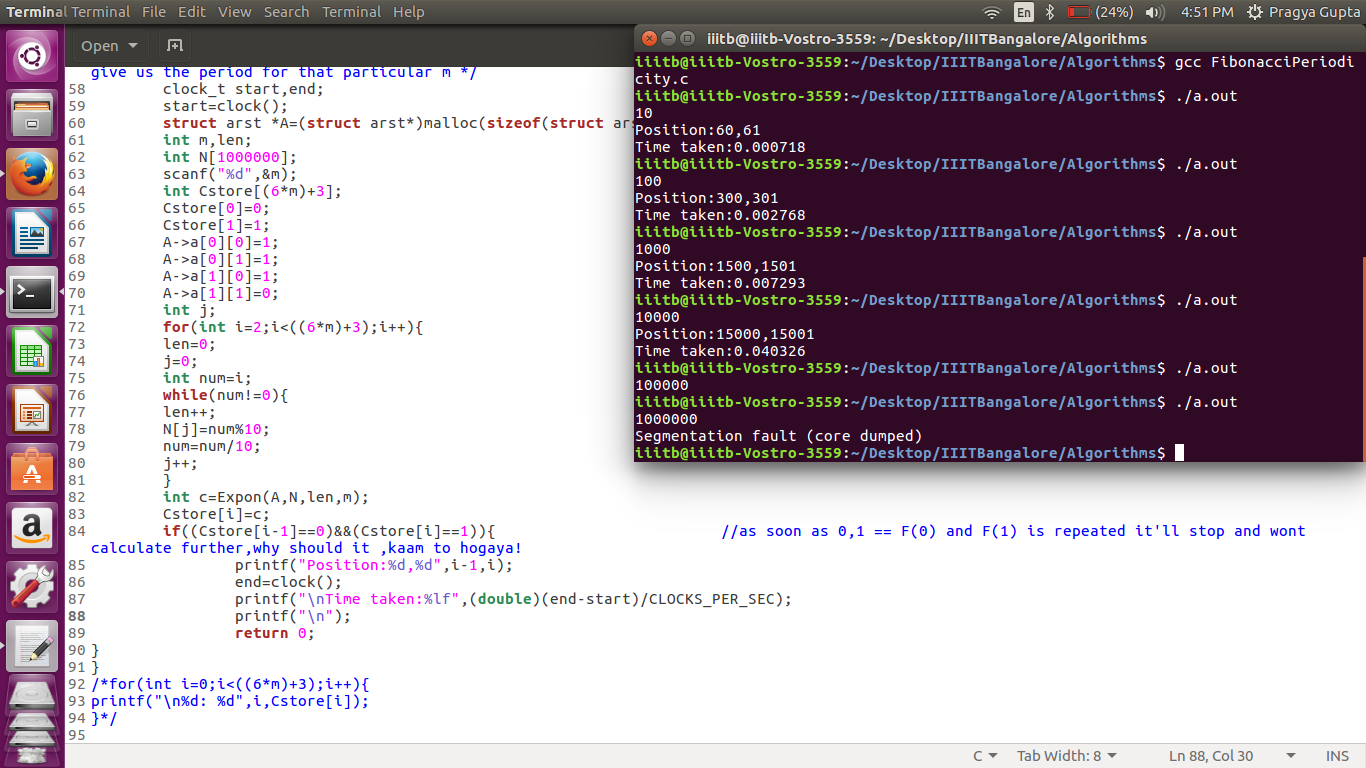 Terminal Terminal File Edit View Search Terminal Help
En (24%) 4:51 PM Pragya Gupta
Open
give us the period for that particular m */
58 clock_t start,end;
59 start=clock();
60 struct arst *A=(struct arst*)malloc(sizeof(struct ars
61 int m,len;
62 int N[1000000];
63 scanf("%d",&m);
64 int Cstore[(6*m)+3];
65 Cstore[0]=0;
66 Cstore[1]=1;
67 A->a[0][0]=1;
68 A->a[0][1]=1;
69 A->a[1][0]=1;
70 A->a[1][1]=0;
71 int j;
72 for(int i=2;i<((6*m)+3);i++){
73 len=0;
74 j=0;
75 int num=i;
76 while(num!=0){
77 len++;
78 N[j]=num%10;
79 num=num/10;
80 j++;
81 }
82 int c=Expon(A,N,len,m);
83 Cstore[i]=c;
84 if((Cstore[i-1]==0)&&(Cstore[i]==1)){ //as soon as 0,1 == F(0) and F(1) is repeated it'll stop and wont
calculate further,why should it ,kaam to hogaya!
85 printf("Position:%d,%d",i-1,i);
86 end=clock();
87 printf("\nTime taken:%lf",(double)(end-start)/CLOCKS_PER_SEC);
88 printf("\n");
89 return 0;
90 }
91 }
92 /*for(int i=0;i<((6*m)+3);i++){
93 printf("\n%d: %d",i,Cstore[i]);
94 }*/
95
C Tab Width: 8 Ln 88, Col 30 INS
iiitb@iiitb-Vostro-3559: ~/Desktop/IIITBangalore/Algorithms
iiitb@iiitb-Vostro-3559:~/Desktop/IIITBangalore/Algorithms$ gcc FibonacciPeriodi
city.c
iiitb@iiitb-Vostro-3559:~/Desktop/IIITBangalore/Algorithms$ ./a.out
10
Position:60,61
Time taken:0.000718
iiitb@iiitb-Vostro-3559:~/Desktop/IIITBangalore/Algorithms$ ./a.out
100
Position:300,301
Time taken:0.002768
iiitb@iiitb-Vostro-3559:~/Desktop/IIITBangalore/Algorithms$ ./a.out
1000
Position:1500,1501
Time taken:0.007293
iiitb@iiitb-Vostro-3559:~/Desktop/IIITBangalore/Algorithms$ ./a.out
10000
Position:15000,15001
Time taken:0.040326
iiitb@iiitb-Vostro-3559:~/Desktop/IIITBangalore/Algorithms$ ./a.out
100000
iiitb@iiitb-Vostro-3559:~/Desktop/IIITBangalore/Algorithms$ ./a.out
1000000
Segmentation fault (core dumped)
iiitb@iiitb-Vostro-3559:~/Desktop/IIITBangalore/Algorithms$